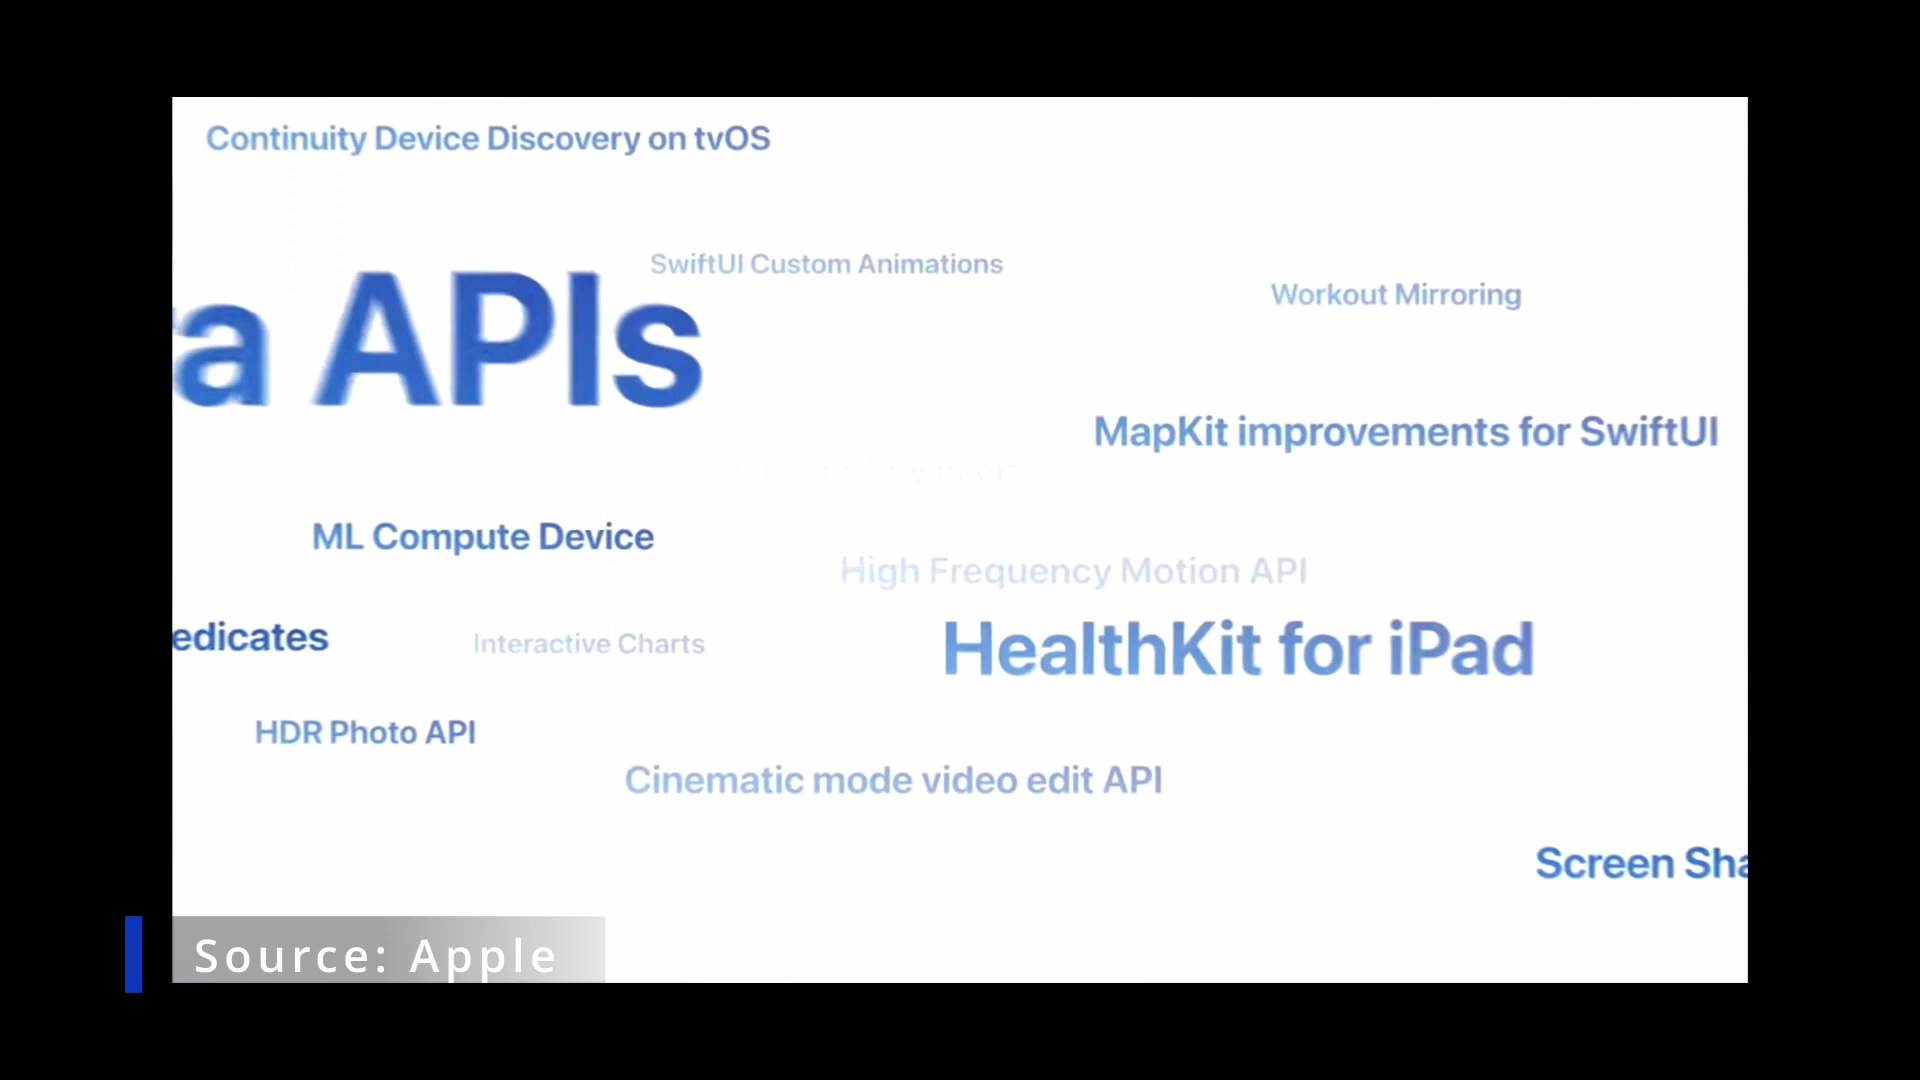 Continuity Device Discovery on tvOS
SwiftUI Custom Animations
Workout Mirroring
a APIs
MapKit improvements for SwiftUI
Symbols
ML Compute Device
High Frequency Motion API
edicates
Interactive Charts
HealthKit for iPad
HDR Photo API
Cinematic mode video edit API
Screen Sha
Source: Apple